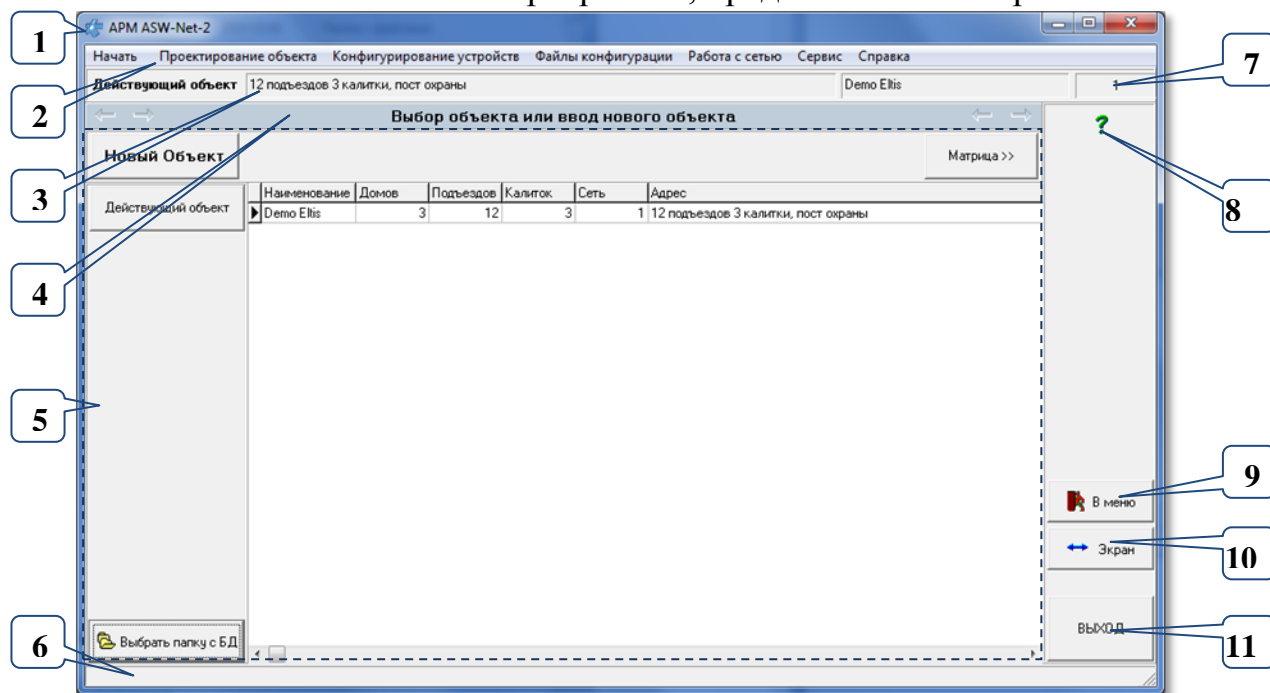 АРМ ASW-Net-2
1
Начать Проектирование объекта Конфигурирование устройств Файлы конфигурации Работа с сетью Сервис Справка
7
Действующий объект 12 подъездов 3 калитки, пост охраны Demo Eltis 1
2
Выбор объекта или ввод нового объекта
?
Новый Объект Матрица >>
3
8
Наименование Домов Подъездов Калиток Сеть Адрес
Действующий объект
Demo Eltis 3 12 3 1 12 подъездов 3 калитки, пост охраны
4
5
9
В меню
Экран
10
ВЫХОД
Выбрать папку с БД
6
11